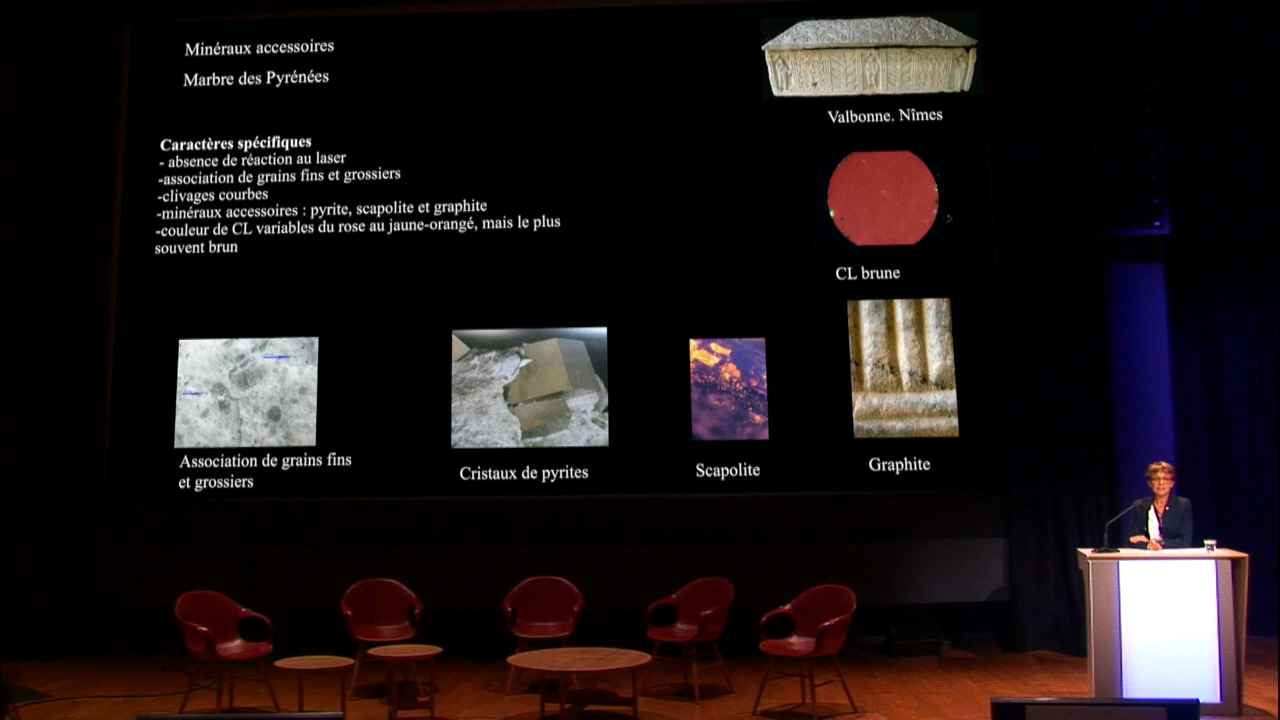 Minéraux accessoires
Marbre des Pyrénées
Valbonne. Nîmes
Caractères spécifiques
- absence de réaction au laser
-association de grains fins et grossiers
-clivages courbes
-minéraux accessoires : pyrite, scapolite et graphite
-couleur de CL variables du rose au jaune-orangé, mais le plus
souvent brun
CL brune
Association de grains fins
et grossiers
Cristaux de pyrites
Scapolite
Graphite